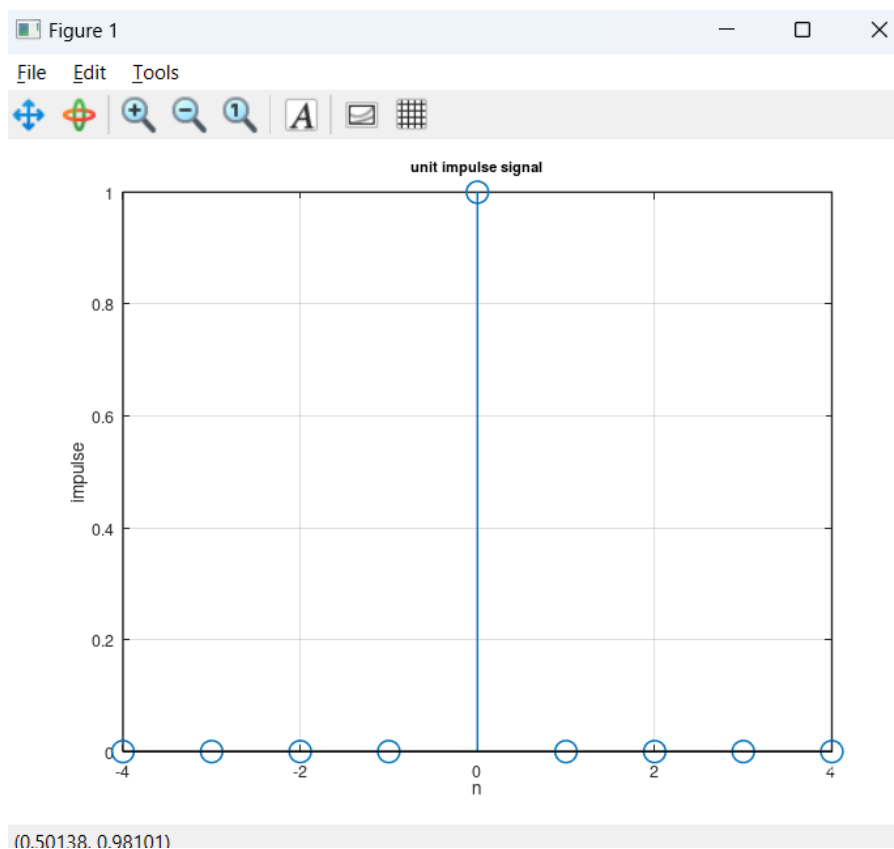 Figure 1
File Edit Tools
1 A
unit impulse signal
1
0.8
0.6
0.4
0.2
0
impulse
-4 -2 0 2 4
n
(0.50138, 0.98101)